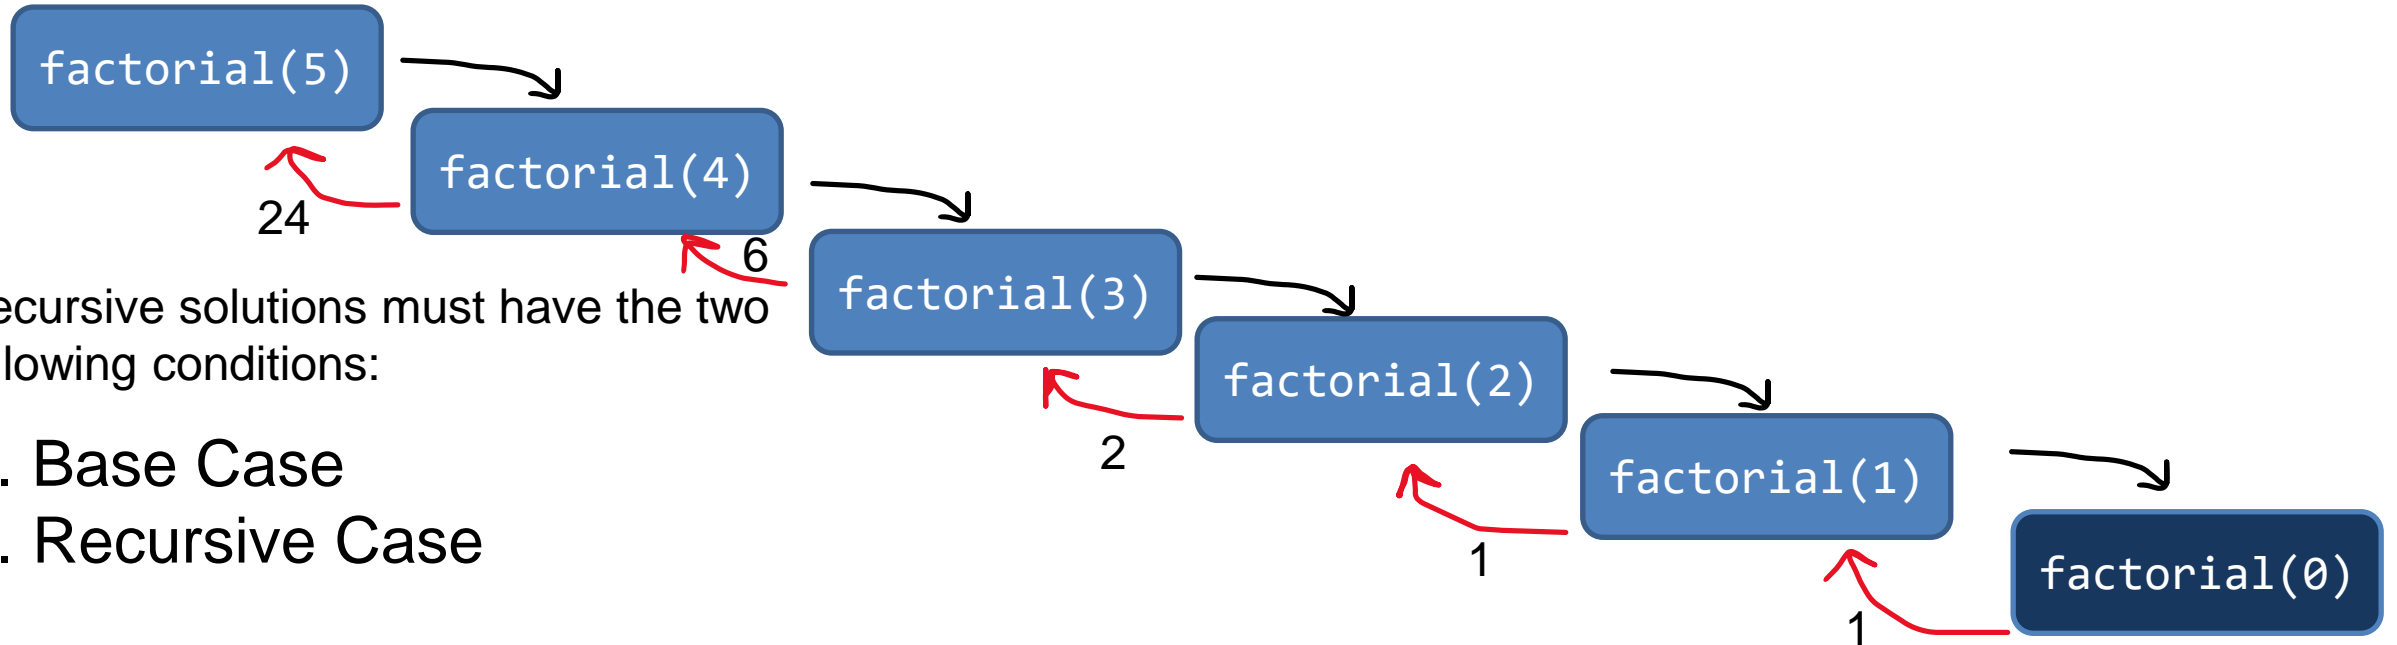 factorial(5)
factorial(4)
24
6
factorial(3)
ecursive solutions must have the two
llowing conditions:
factorial(2)
2
. Base Case
factorial(1)
. Recursive Case
1
factorial(0)
1